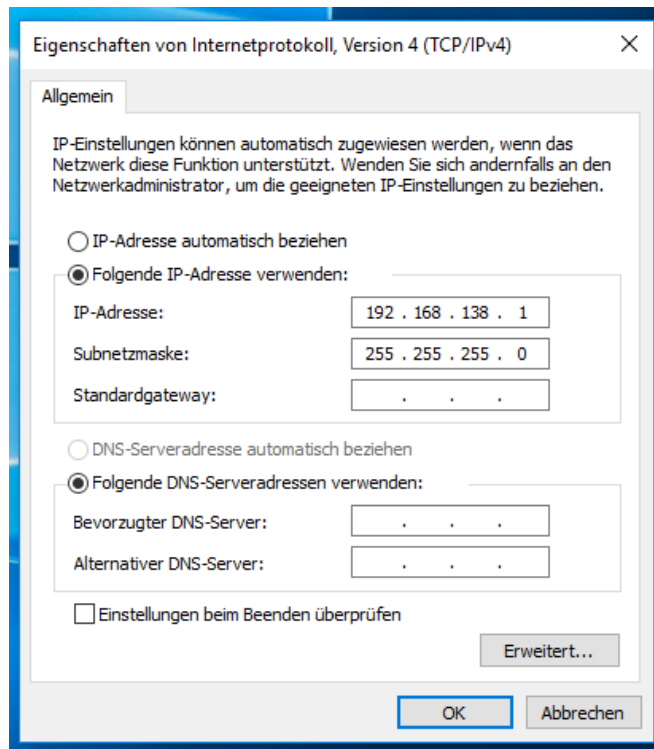 Eigenschaften von Internetprotokoll, Version 4 (TCP/IPv4)
Allgemein
IP-Einstellungen können automatisch zugewiesen werden, wenn das
Netzwerk diese Funktion unterstützt. Wenden Sie sich andernfalls an den
Netzwerkadministrator, um die geeigneten IP-Einstellungen zu beziehen.
IP-Adresse automatisch beziehen
Folgende IP-Adresse verwenden:
IP-Adresse: 192 . 168 . 138 . 1
Subnetzmaske: 255 . 255 . 255 . 0
Standardgateway: . . .
DNS-Serveradresse automatisch beziehen
Folgende DNS-Serveradressen verwenden:
Bevorzugter DNS-Server: . . .
Alternativer DNS-Server: . . .
Einstellungen beim Beenden überprüfen
Erweitert...
OK Abbrechen